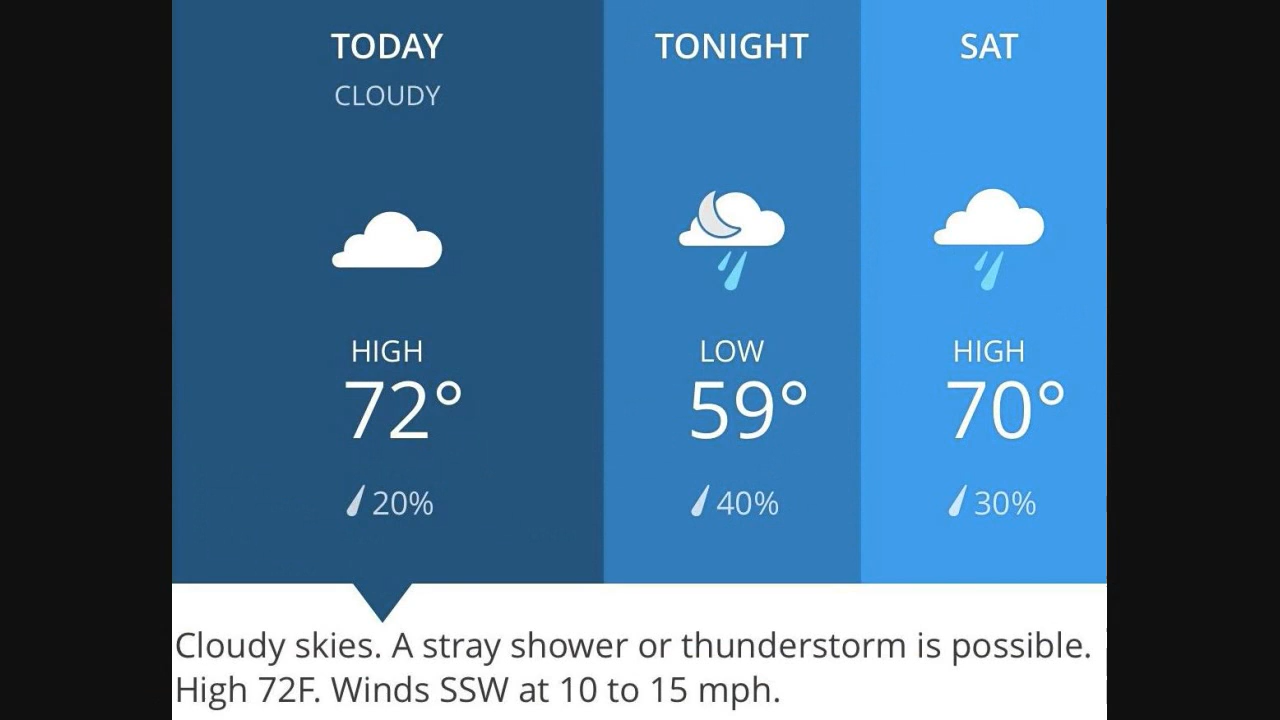 TODAY
CLOUDY
HIGH
72°
20%
TONIGHT
LOW
59°
40%
SAT
HIGH
70°
30%
Cloudy skies. A stray shower or thunderstorm is possible.
High 72F. Winds SSW at 10 to 15 mph.